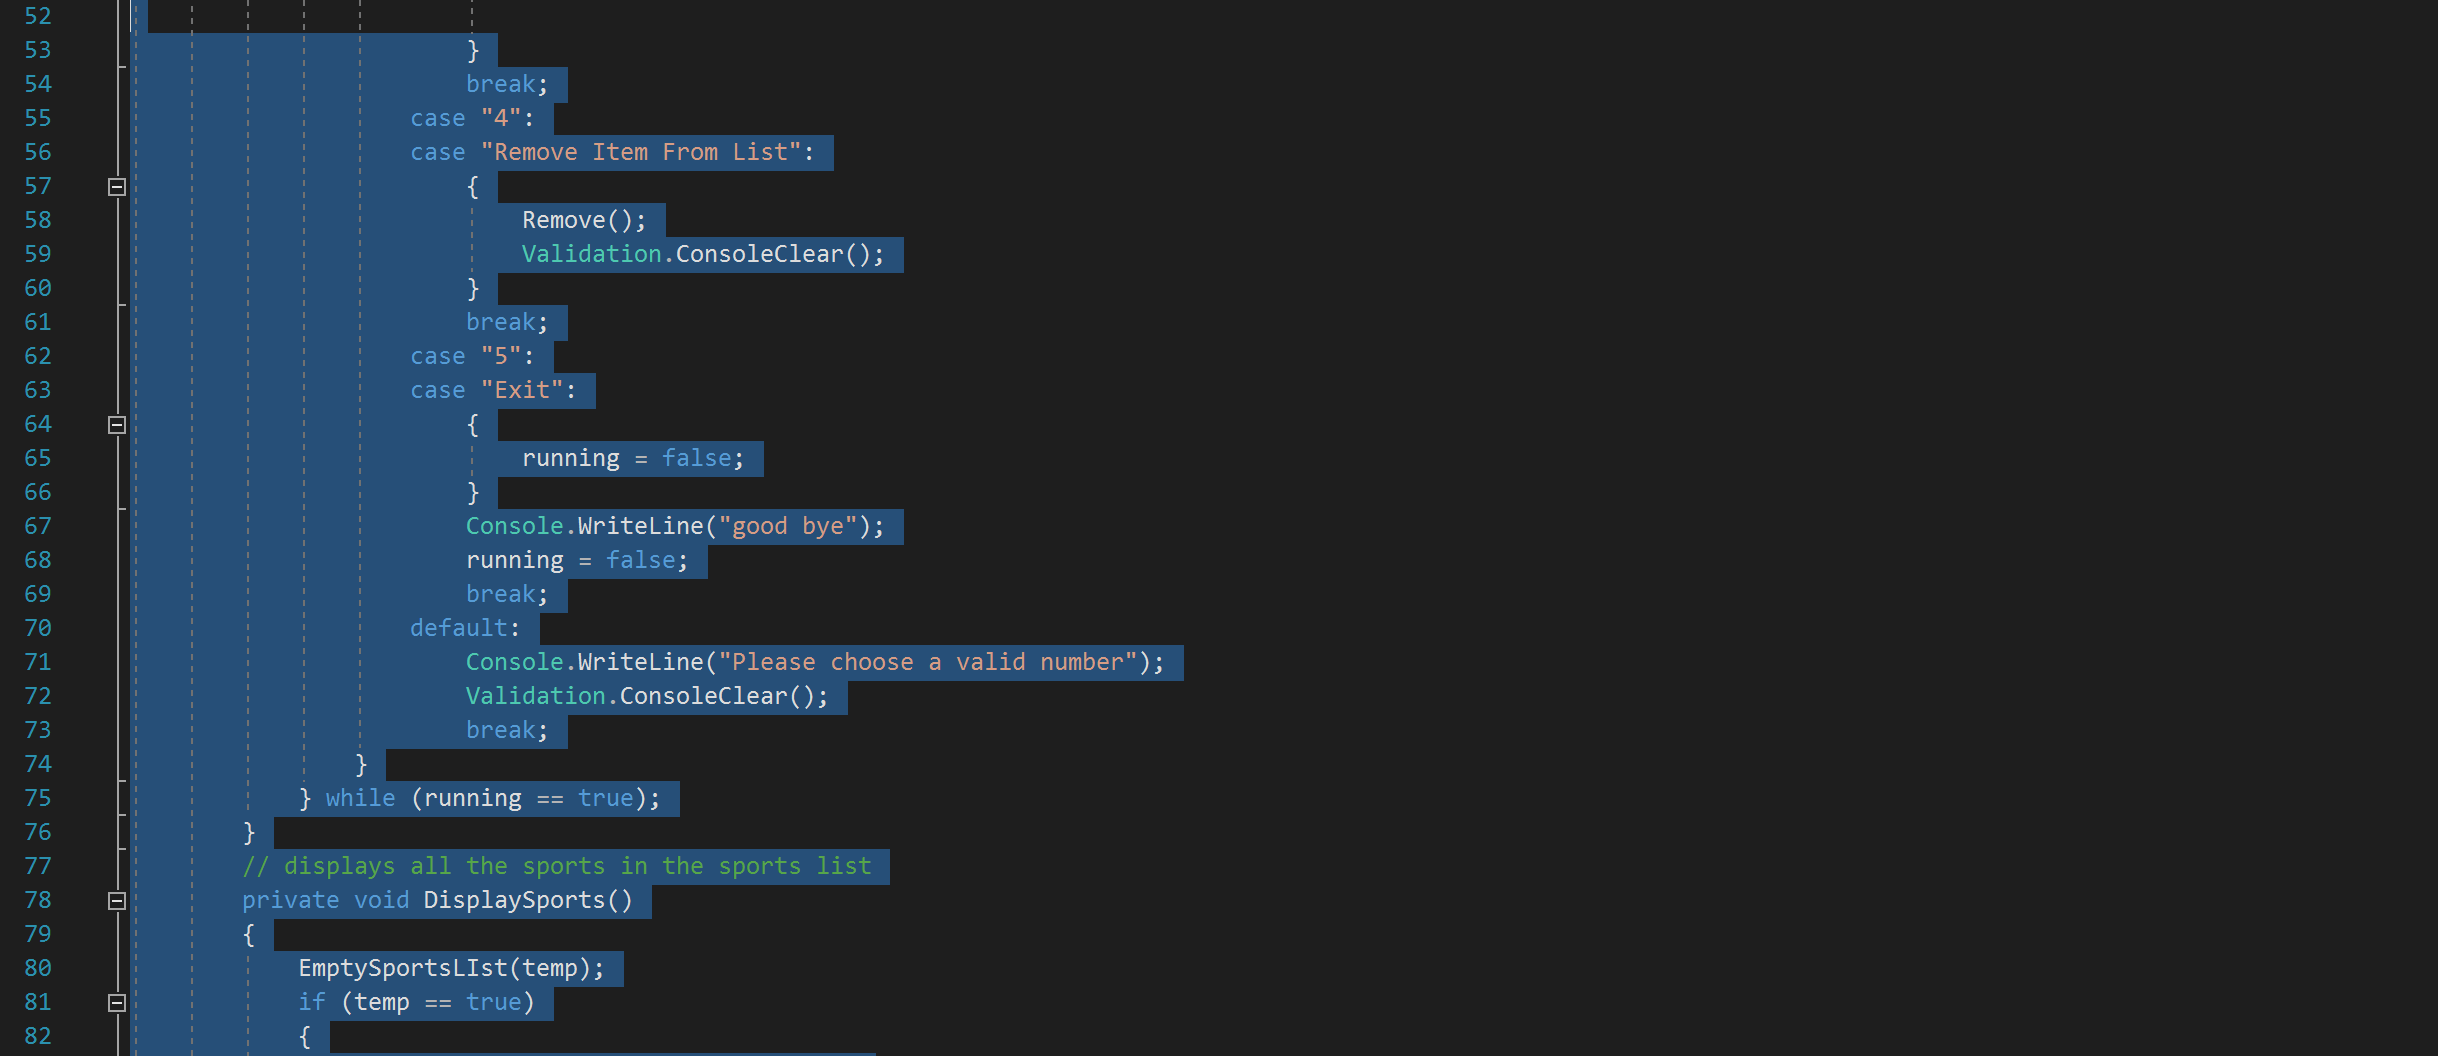 52
53 }
54 break;
55 case "4":
56 case "Remove Item From List":
57 {
58 Remove();
59 Validation.ConsoleClear();
60 }
61 break;
62 case "5":
63 case "Exit":
64 {
65 running = false;
66 }
67 Console.WriteLine("good bye");
68 running = false;
69 break;
70 default:
71 Console.WriteLine("Please choose a valid number");
72 Validation.ConsoleClear();
73 break;
74 }
75 } while (running == true);
76 }
77 // displays all the sports in the sports list
78 private void DisplaySports()
79 {
80 EmptySportsLIst(temp);
81 if (temp == true)
82 {